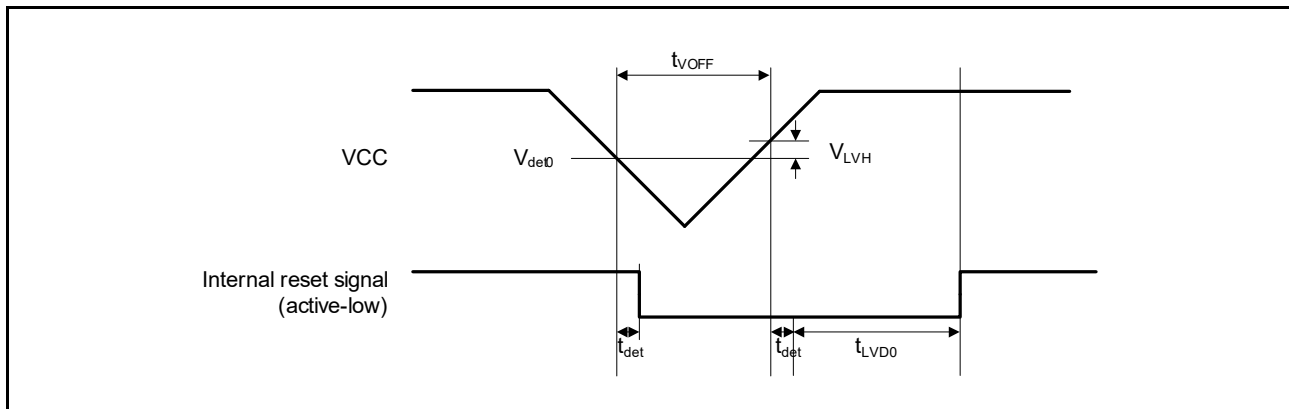 tVOFF
VCC
Vdet0
VLVH
Internal reset signal
(active-low)
tdet
tdet
tLVD0